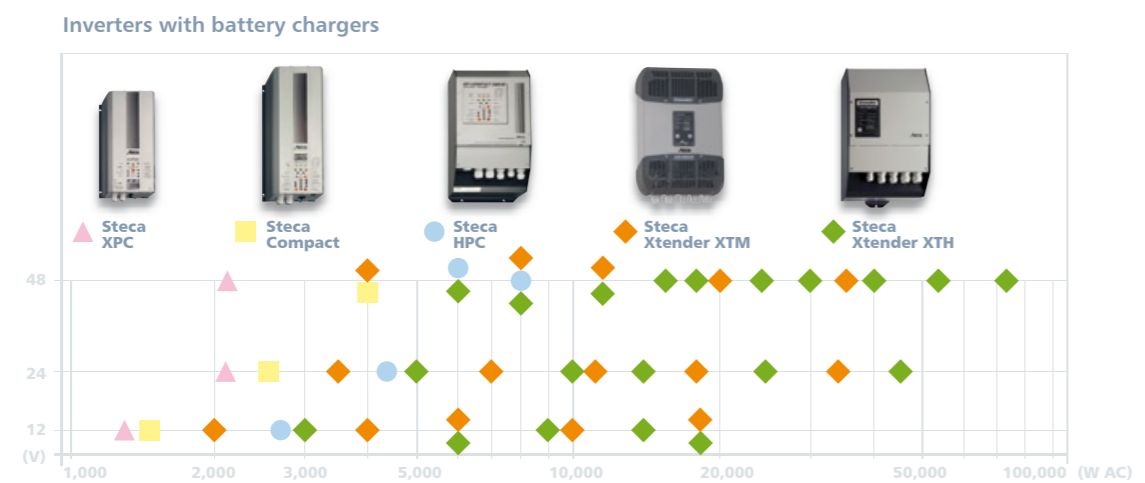 Inverters with battery chargers
Steca
XPC
Steca
Compact
Steca
HPC
Steca
Xtender XTM
Steca
Xtender XTH
48
24
12
(V)
1,000 2,000 3,000 5,000 10,000 20,000 50,000 100,000 (W AC)